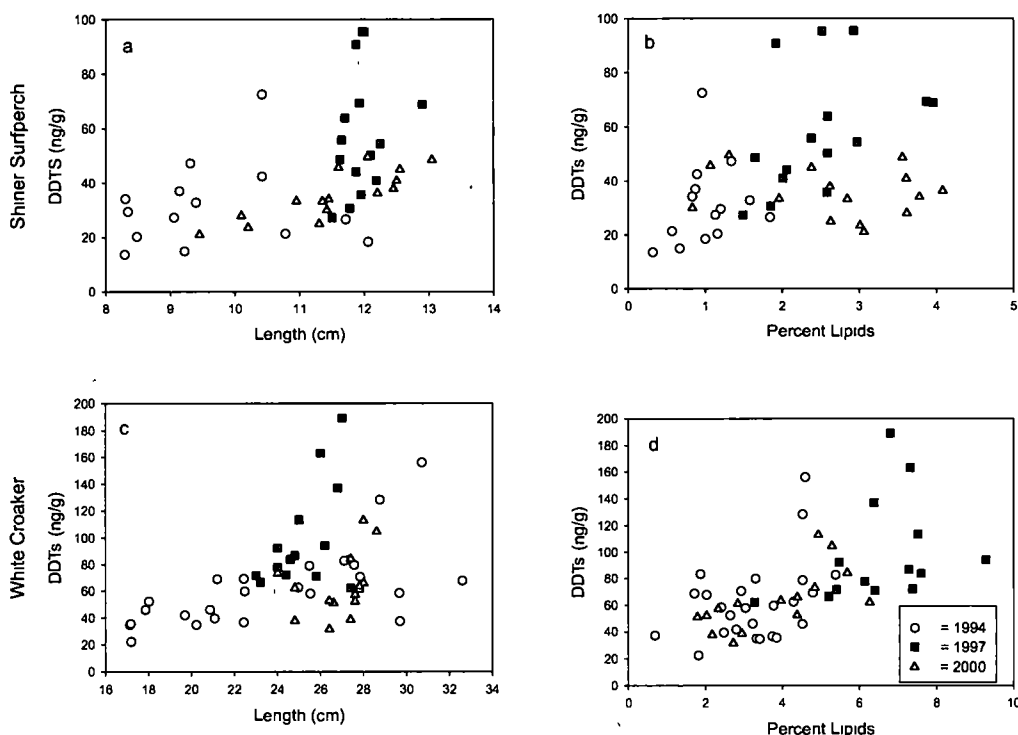 a
b
100
80
60
40
20
0
DDTS (ng/g)
Shiner Surfperch
8 9 10 11 12 13 14
Length (cm)
100
80
60
40
20
0
DDTs (ng/g)
0 1 2 3 4 5
Percent Lipids
c
d
200
180
160
140
120
100
80
60
40
20
0
DDTs (ng/g)
White Croaker
16 18 20 22 24 26 28 30 32 34
Length (cm)
200
180
160
140
120
100
80
60
40
20
0
DDTs (ng/g)
0 2 4 6 8 10
Percent Lipids
= 1994
= 1997
= 2000